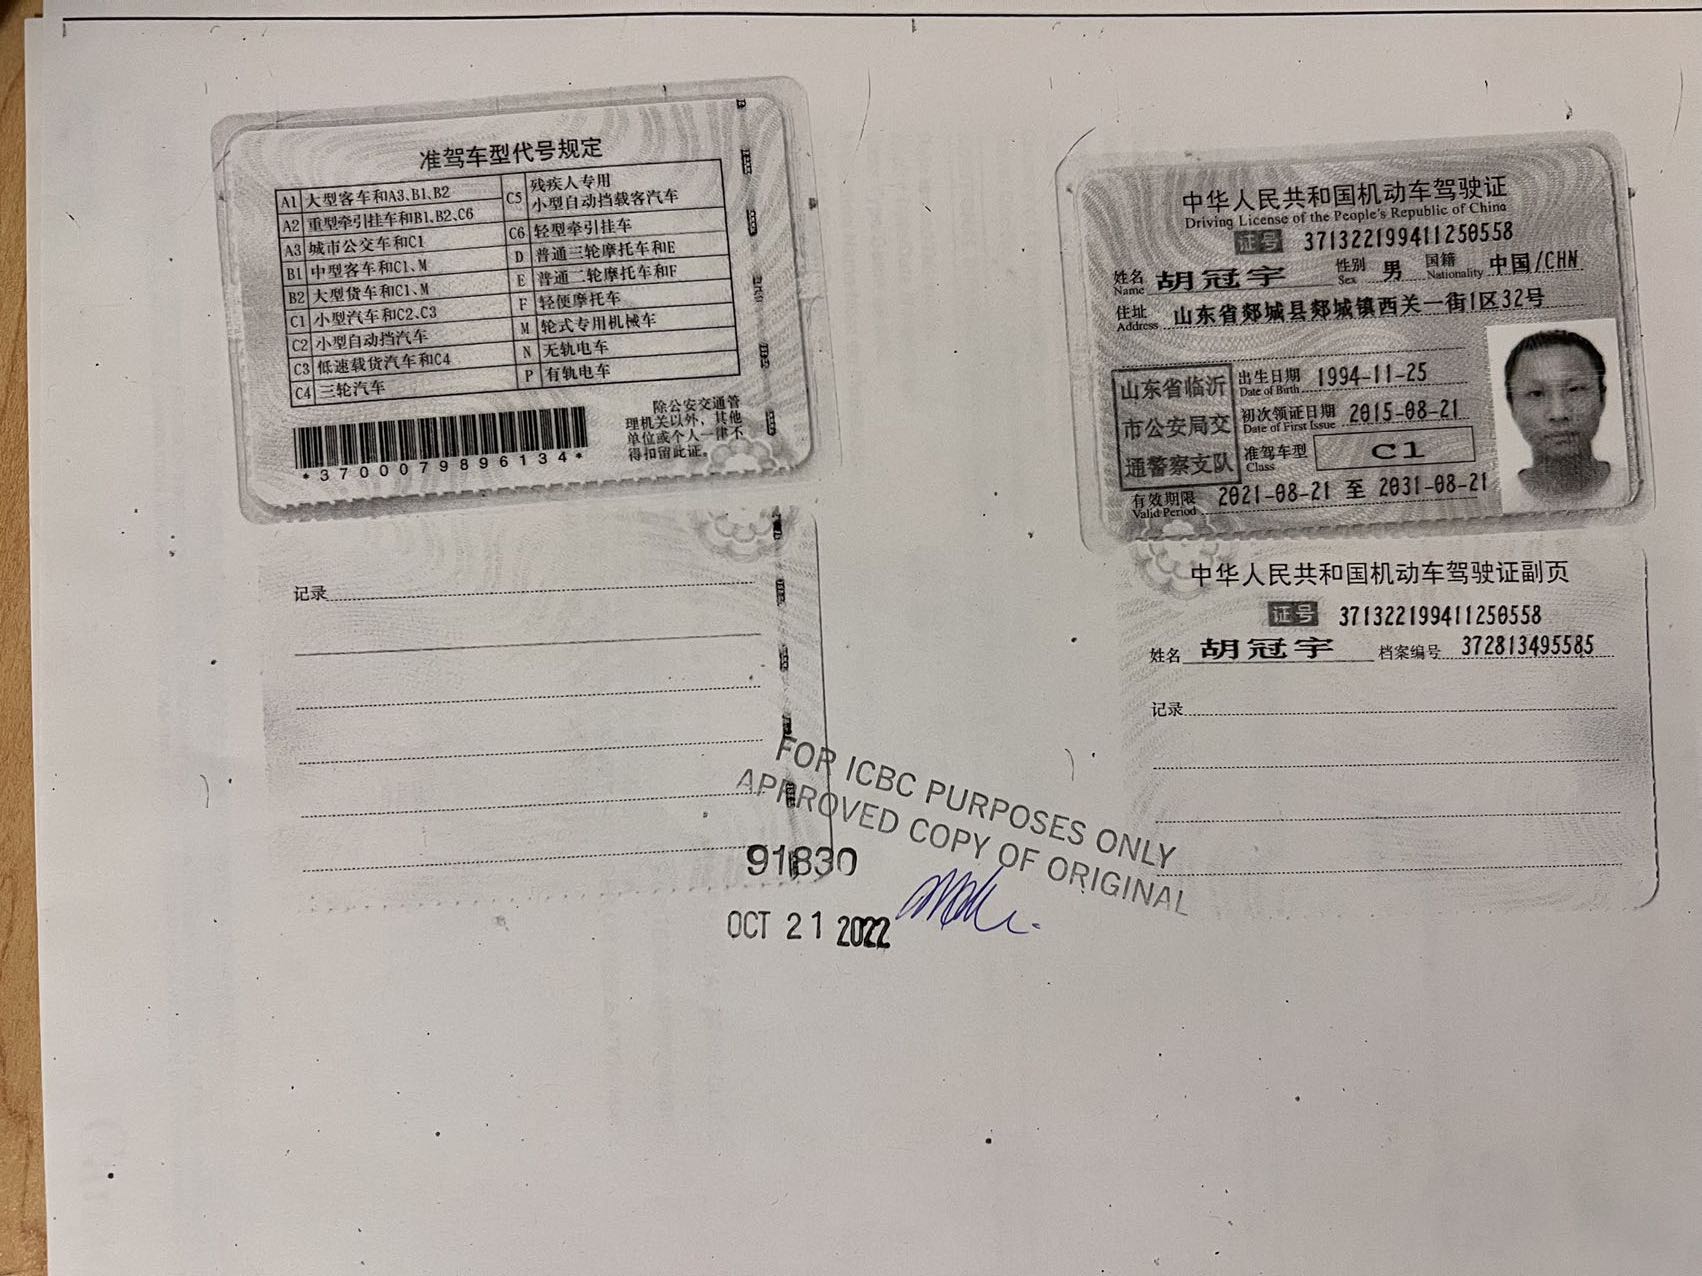 准驾车型代号规定
A1 大型客车和A3、B1、B2
A2 重型牵引挂车和B1、B2、C6
A3 城市公交车和C1
B1 中型客车和C1、M
B2 大型货车和C1、M
C1 小型汽车和C2、C3
C2 小型自动挡汽车
C3 低速载货汽车和C4
C4 三轮汽车
C5 残疾人专用
小型自动挡载客汽车
C6 轻型牵引挂车
D 普通三轮摩托车和E
E 普通二轮摩托车和F
F 轻便摩托车
M 轮式专用机械车
N 无轨电车
P 有轨电车
*3700079896134*
除公安交通管
理机关以外，其他
单位或个人一律不
得扣留此证。
记录
中华人民共和国机动车驾驶证
Driving License of the People's Republic of China
证号 371322199411250558
姓名 胡冠宇 性别 男 国籍 中国/CHN
Name Sex Nationality
住址 山东省郯城县郯城镇西关一街1区32号
Address
山东省临沂
市公安局交
通警察支队
出生日期 1994-11-25
Date of Birth
初次领证日期 2015-08-21
Date of First Issue
准驾车型 C1
Class
有效期限 2021-08-21 至 2031-08-21
Valid Period
中华人民共和国机动车驾驶证副页
证号 371322199411250558
姓名 胡冠宇 档案编号 372813495585
记录
FOR ICBC PURPOSES ONLY
APPROVED COPY OF ORIGINAL
91830
OCT 21 2022